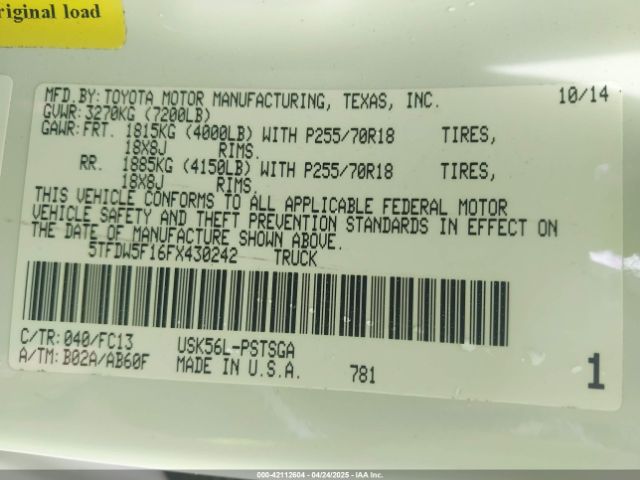 riginal load
MFD.BY: TOYOTA MOTOR MANUFACTURING, TEXAS, INC. 10/14
GVWR: 3270KG (7200LB)
GAWR: FRT. 1815KG (4000LB) WITH P255/70R18 TIRES,
18X8J RIMS.
RR. 1885KG (4150LB) WITH P255/70R18 TIRES,
18X8J RIMS.
THIS VEHICLE CONFORMS TO ALL APPLICABLE FEDERAL MOTOR
VEHICLE SAFETY AND THEFT PREVENTION STANDARDS IN EFFECT ON
THE DATE OF MANUFACTURE SHOWN ABOVE.
5TFDW5F16FX430242 TRUCK
C/TR: 040/FC13 USK56L-PSTSGA
A/TM: B02A/AB60F MADE IN U.S.A. 781 1
000-42112604 - 04/24/2025 - IAA Inc.